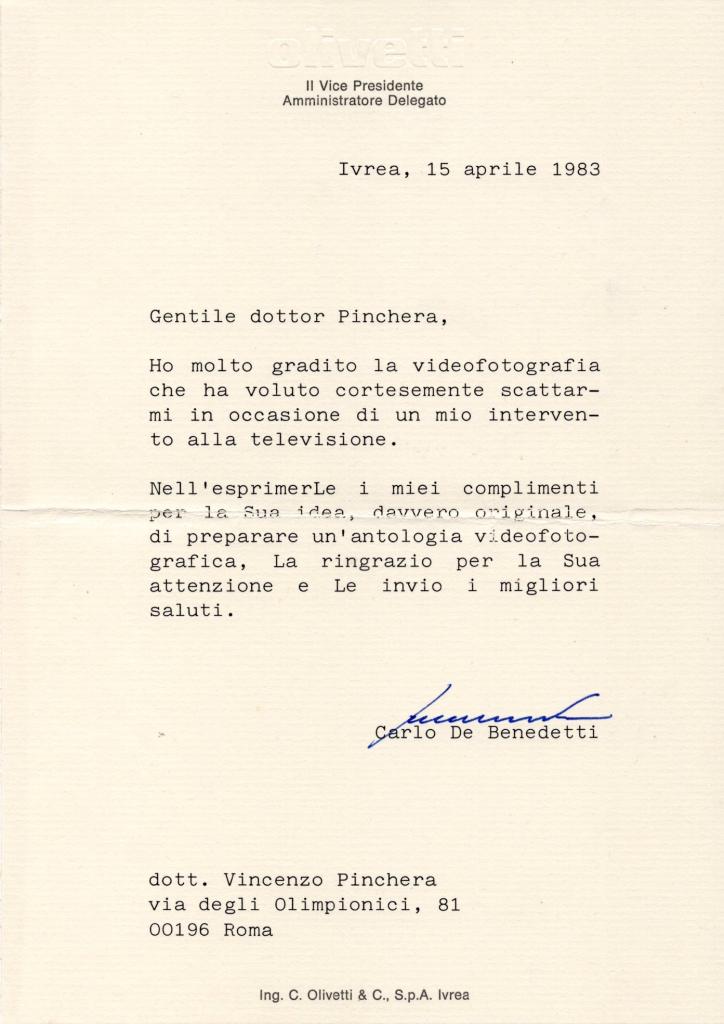 olivetti
Il Vice Presidente
Amministratore Delegato
Ivrea, 15 aprile 1983
Gentile dottor Pinchera,
Ho molto gradito la videofotografia
che ha voluto cortesemente scattar-
mi in occasione di un mio interven-
to alla televisione.
Nell'esprimerLe i miei complimenti
per la Sua idea, davvero originale,
di preparare un'antologia videofoto-
grafica, La ringrazio per la Sua
attenzione e Le invio i migliori
saluti.
Carlo De Benedetti
dott. Vincenzo Pinchera
via degli Olimpionici, 81
00196 Roma
Ing. C. Olivetti & C., S.p.A. Ivrea